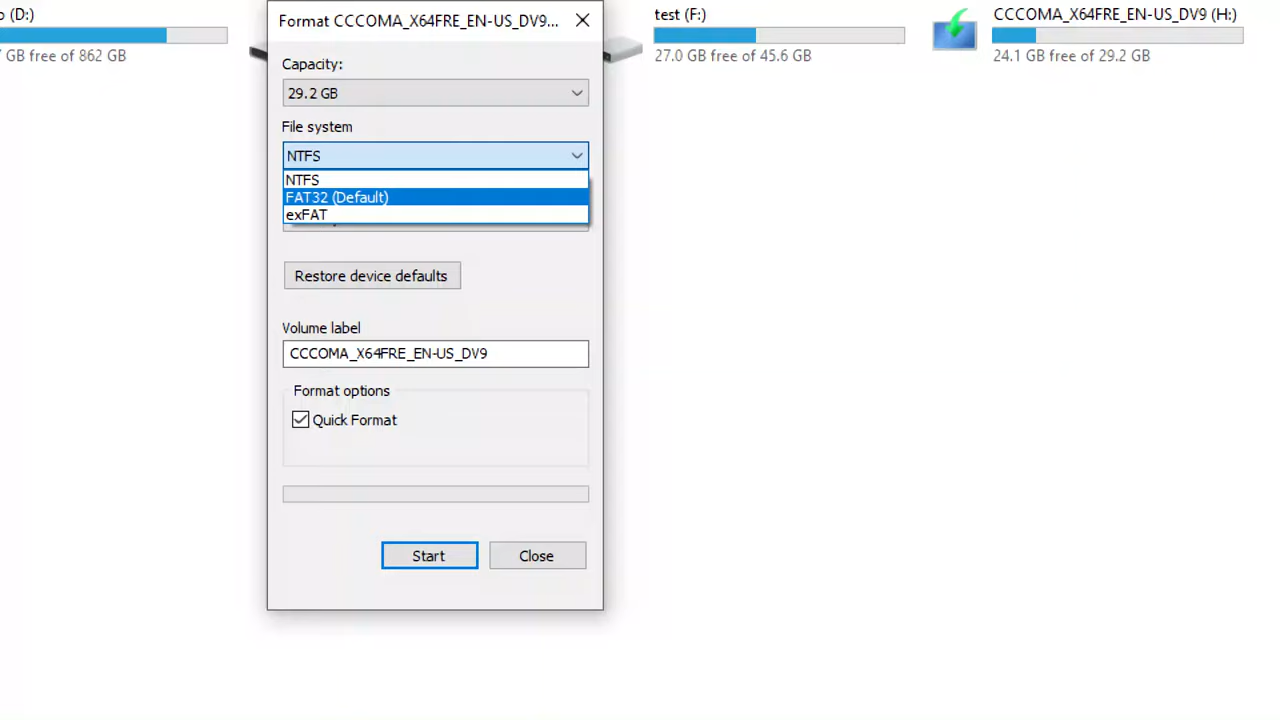 (D:)
GB free of 862 GB
Format CCCOMA_X64FRE_EN-US_DV9...
test (F:)
27.0 GB free of 45.6 GB
CCCOMA_X64FRE_EN-US_DV9 (H:)
24.1 GB free of 29.2 GB
Capacity:
29.2 GB
File system
NTFS
NTFS
FAT32 (Default)
exFAT
Restore device defaults
Volume label
CCCOMA_X64FRE_EN-US_DV9
Format options
Quick Format
Start
Close